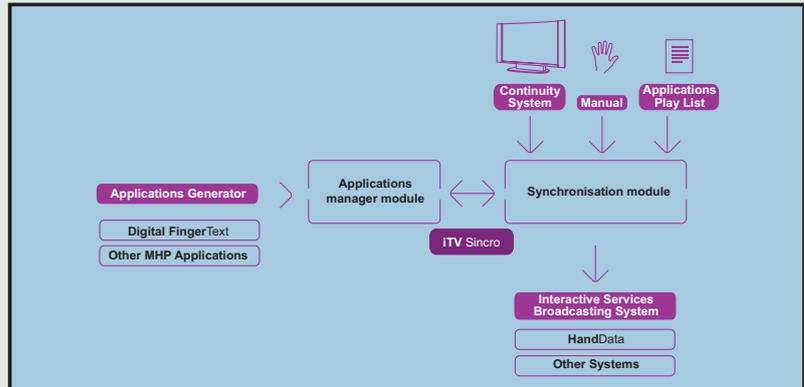 Continuity
System
Manual
Applications
Play List
Applications Generator
Digital FingerText
Other MHP Applications
Applications
manager module
Synchronisation module
iTV Sincro
Interactive Services
Broadcasting System
HandData
Other Systems